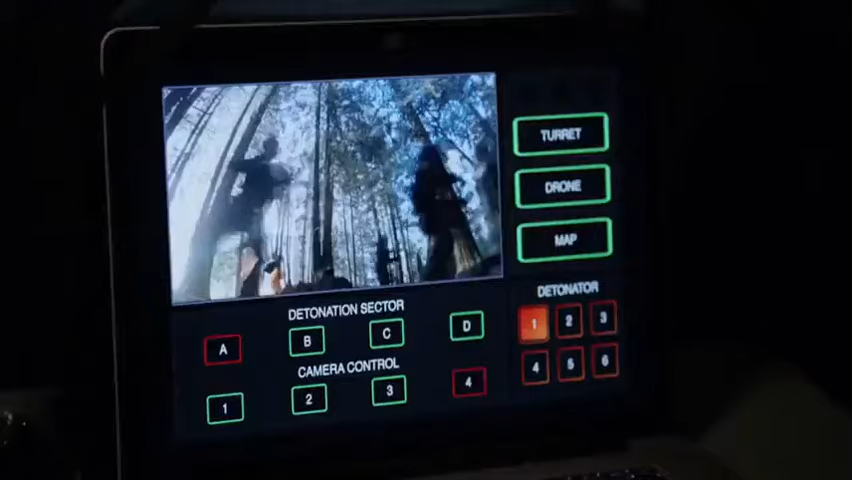 TURRET
DRONE
MAP
DETONATION SECTOR
A B C D
CAMERA CONTROL
1 2 3 4
DETONATOR
1 2 3
4 5 6